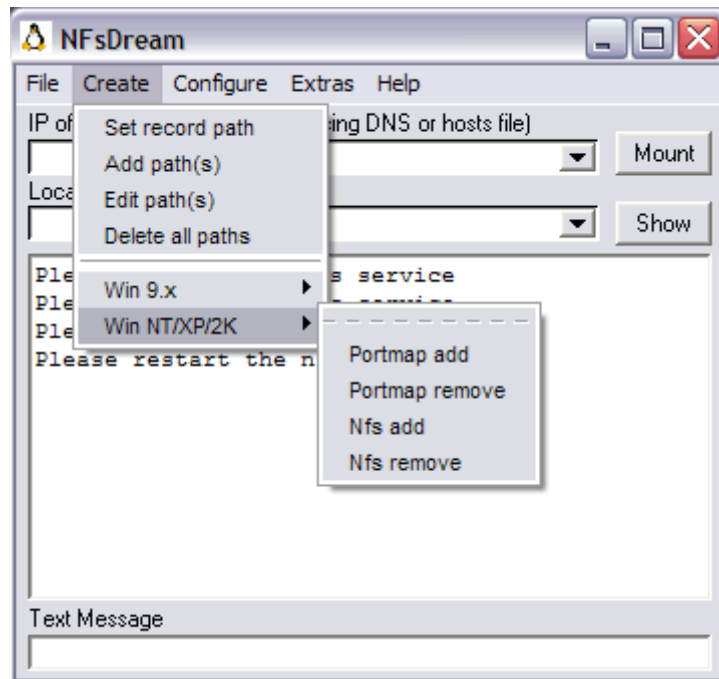 NFsDream
File Create Configure Extras Help
IP of ing DNS or hosts file)
Mount
Loca
Show
Set record path
Add path(s)
Edit path(s)
Delete all paths
Win 9.x
Win NT/XP/2K
Portmap add
Portmap remove
Nfs add
Nfs remove
Ple s service
Ple
Ple
Please restart the n
Text Message